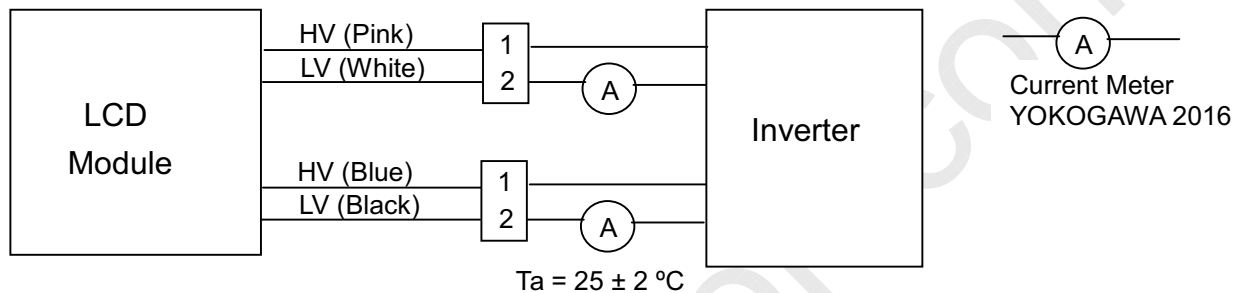 HV (Pink)
LV (White)
1
2
A
LCD
Module
Inverter
HV (Blue)
LV (Black)
1
2
A
Ta = 25 ± 2 ºC
A
Current Meter
YOKOGAWA 2016